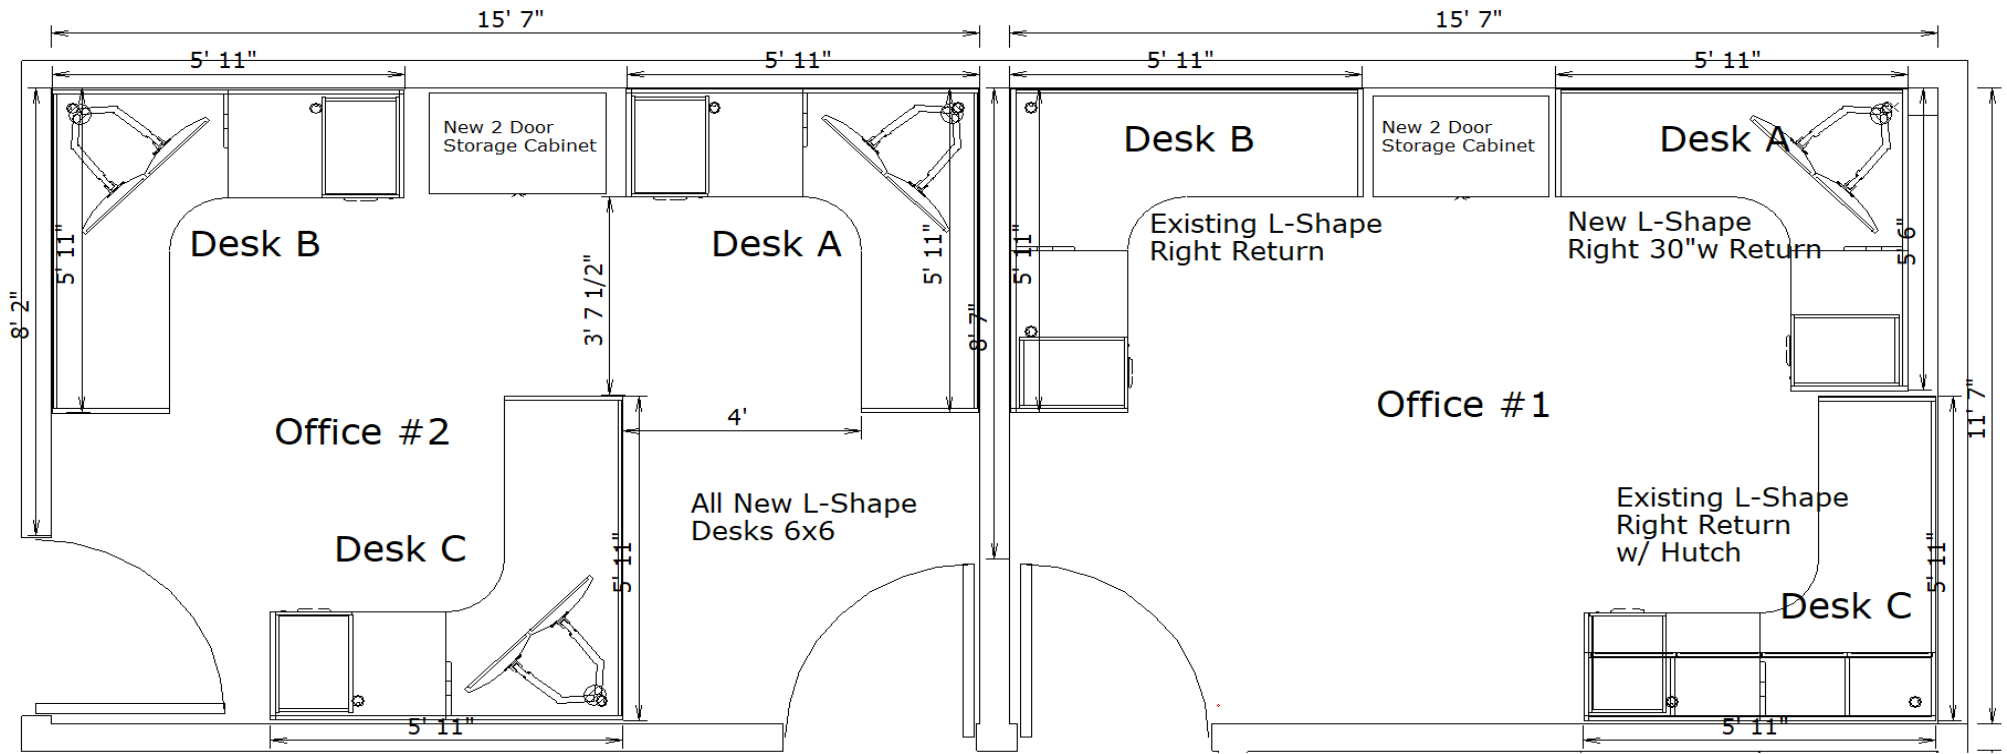 15' 7"
15' 7"
5' 11"
5' 11"
5' 11"
5' 11"
New 2 Door
Storage Cabinet
New 2 Door
Storage Cabinet
Desk B
Desk A
Desk B
Desk A
Existing L-Shape
Right Return
New L-Shape
Right 30"w Return
5' 11"
5' 11"
5' 11"
5' 6"
8' 2"
3' 7 1/2"
8' 7"
11' 7"
4'
Office #2
Office #1
All New L-Shape
Desks 6x6
Existing L-Shape
Right Return
w/ Hutch
Desk C
5' 11"
5' 11"
Desk C
5' 11"
5' 11"